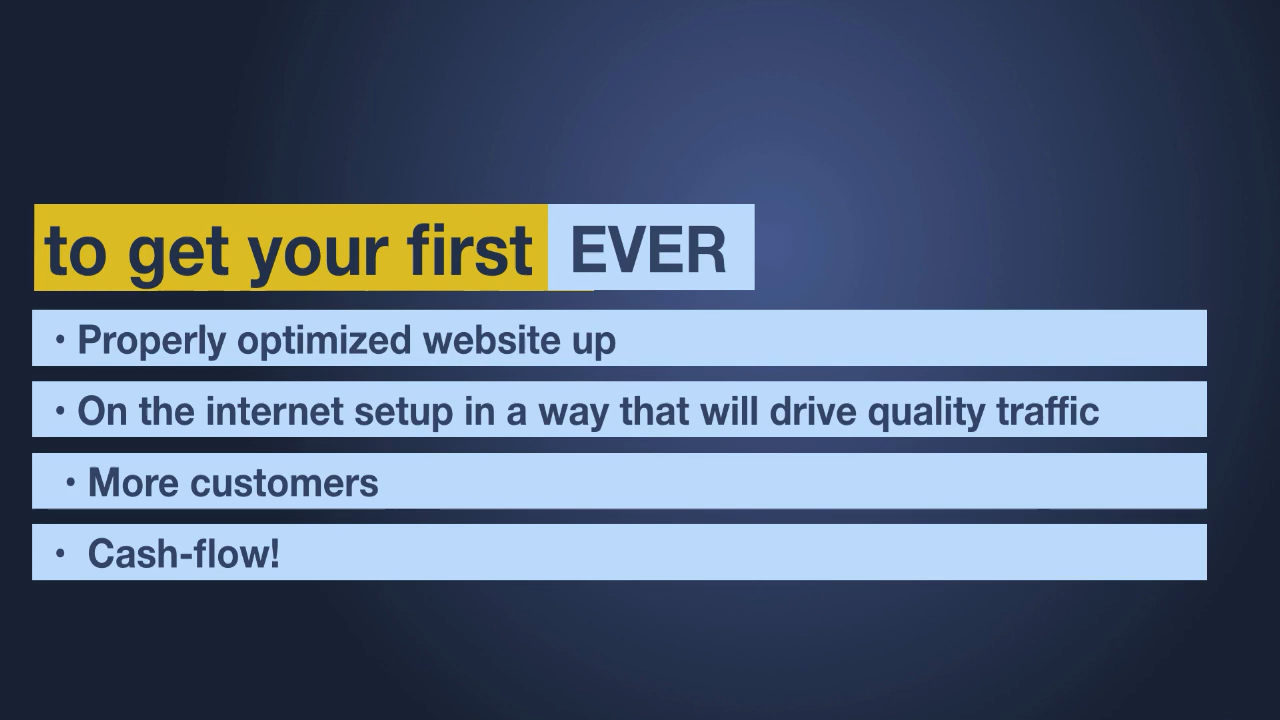 to get your first EVER
• Properly optimized website up
• On the internet setup in a way that will drive quality traffic
• More customers
• Cash-flow!